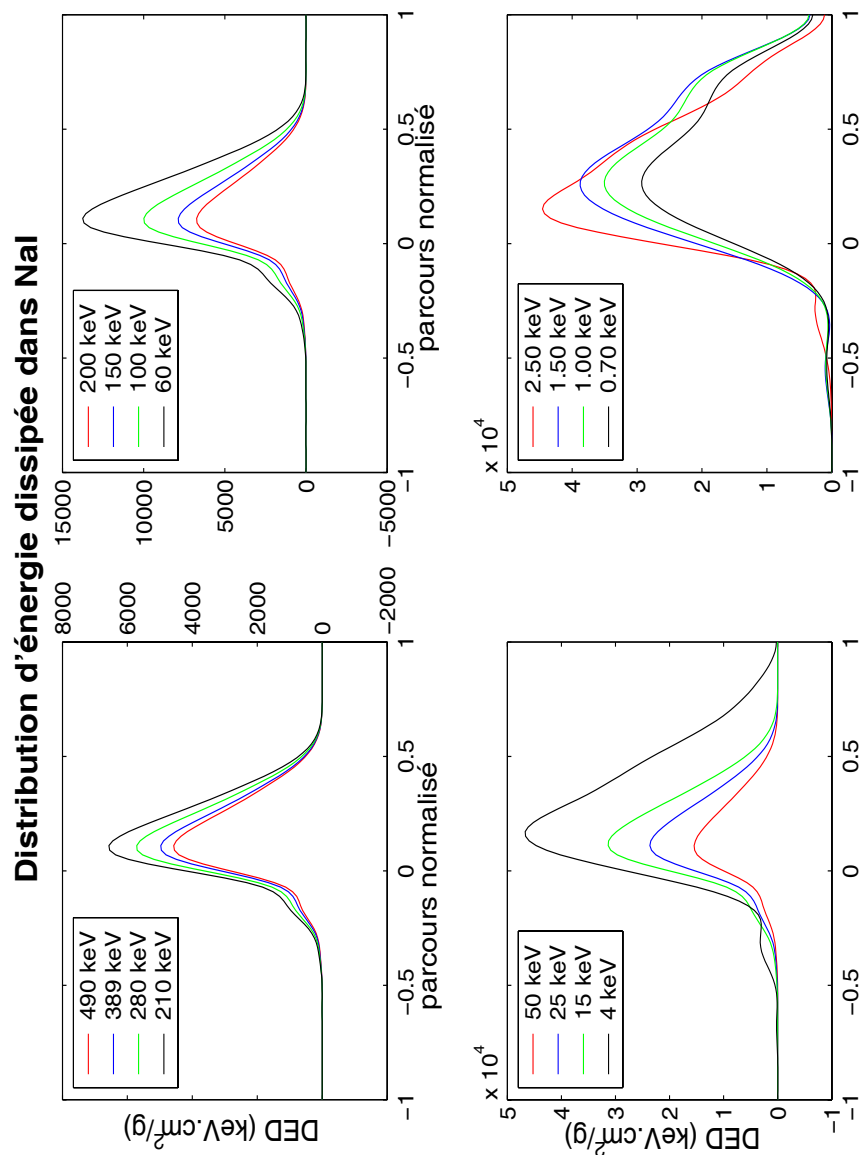 Distribution d'énergie dissipée dans NaI
8000
6000
4000
2000
0
−2000
490 keV
389 keV
280 keV
210 keV
−1
−0.5
0
0.5
1
parcours normalisé
DED (keV.cm²/g)
15000
10000
5000
0
−5000
200 keV
150 keV
100 keV
60 keV
−1
−0.5
0
0.5
1
parcours normalisé
x 10⁴
5
4
3
2
1
0
−1
50 keV
25 keV
15 keV
4 keV
−1
−0.5
0
0.5
1
DED (keV.cm²/g)
x 10⁴
5
4
3
2
1
0
2.50 keV
1.50 keV
1.00 keV
0.70 keV
−1
−0.5
0
0.5
1